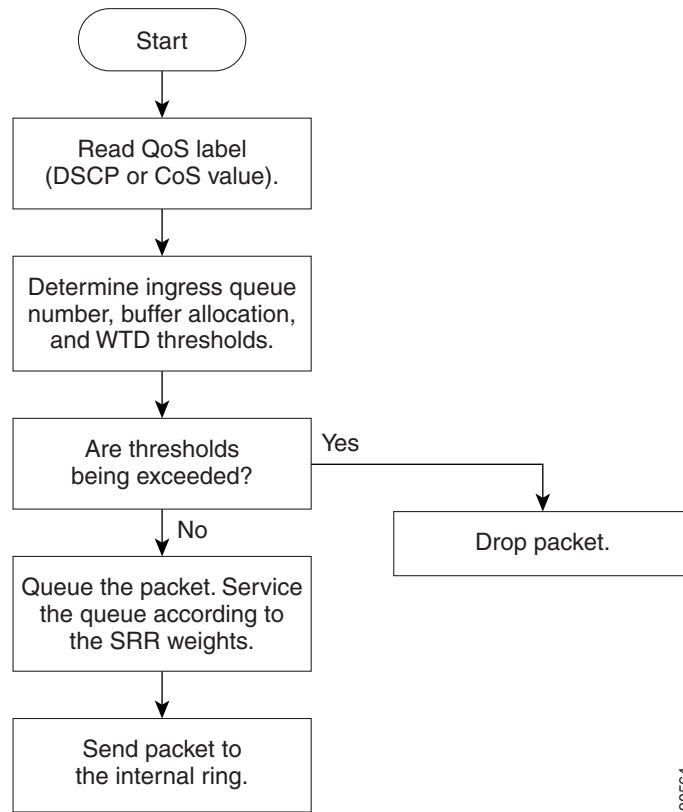 Start
Read QoS label
(DSCP or CoS value).
Determine ingress queue
number, buffer allocation,
and WTD thresholds.
Are thresholds
being exceeded?
Yes
No
Drop packet.
Queue the packet. Service
the queue according to
the SRR weights.
Send packet to
the internal ring.